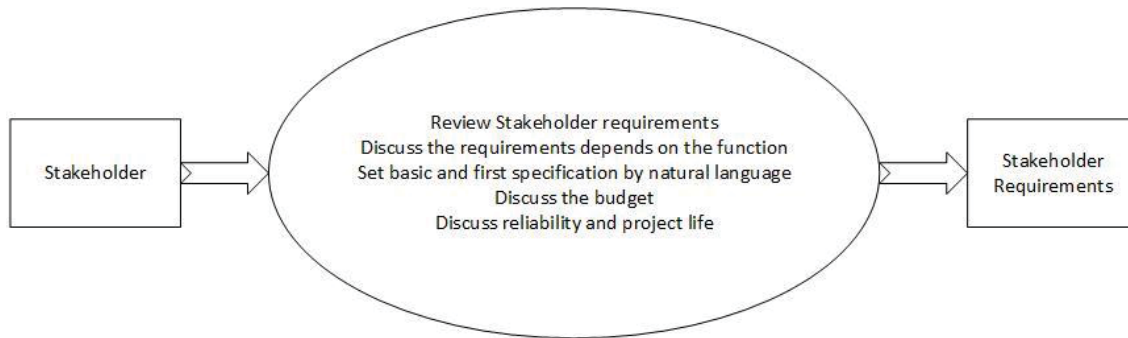 Stakeholder
Review Stakeholder requirements
Discuss the requirements depends on the function
Set basic and first specification by natural language
Discuss the budget
Discuss reliability and project life
Stakeholder
Requirements